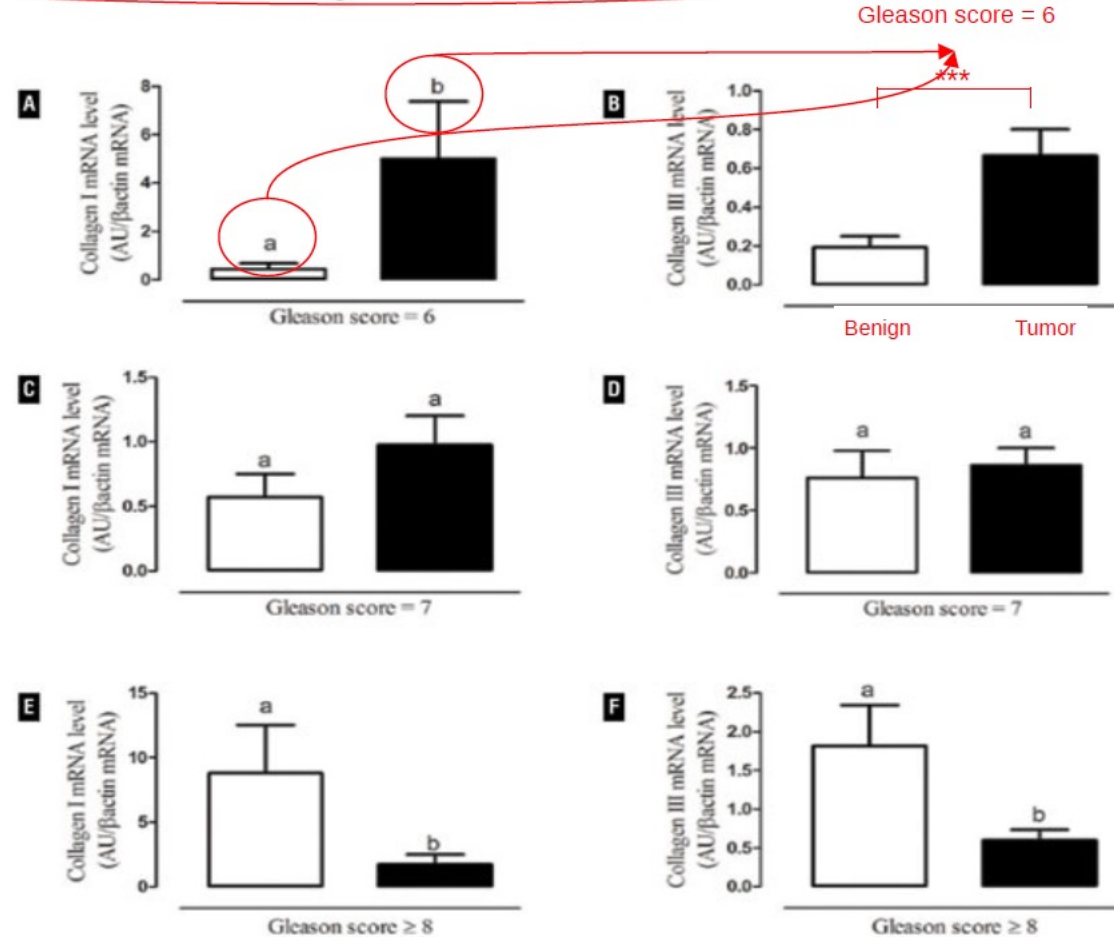 Gleason score = 6
A
Collagen I mRNA level
(AU/βactin mRNA)
8
6
4
2
0
a
b
Gleason score = 6
B
Collagen III mRNA level
(AU/βactin mRNA)
1.0
0.8
0.6
0.4
0.2
0.0
***
Benign
Tumor
C
Collagen I mRNA level
(AU/βactin mRNA)
1.5
1.0
0.5
0.0
a
a
Gleason score = 7
D
Collagen III mRNA level
(AU/βactin mRNA)
1.5
1.0
0.5
0.0
a
a
Gleason score = 7
E
Collagen I mRNA level
(AU/βactin mRNA)
15
10
5
0
a
b
Gleason score ≥ 8
F
Collagen III mRNA level
(AU/βactin mRNA)
2.5
2.0
1.5
1.0
0.5
0.0
a
b
Gleason score ≥ 8